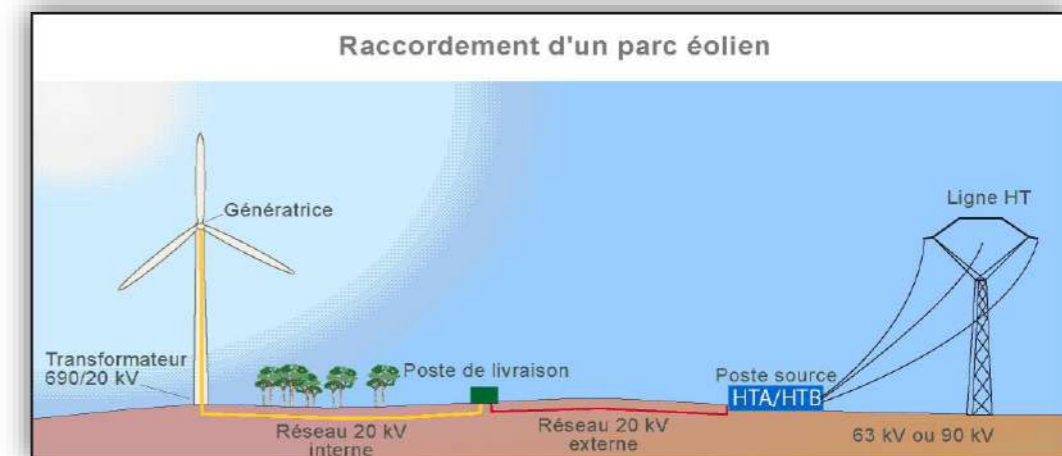 Raccordement d'un parc éolien
Génératrice
Ligne HT
Transformateur
690/20 kV
Poste de livraison
Poste source
HTA/HTB
Réseau 20 kV
interne
Réseau 20 kV
externe
63 kV ou 90 kV